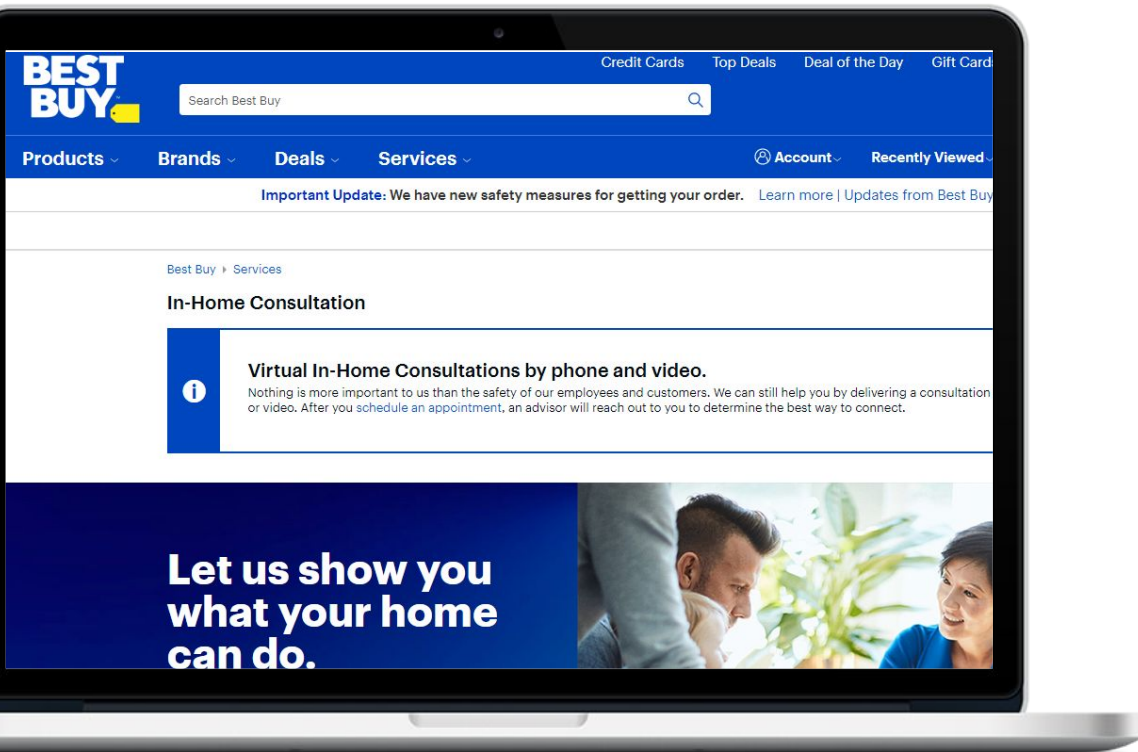 BEST
BUY
Credit Cards Top Deals Deal of the Day Gift Card
Search Best Buy
Products Brands Deals Services Account Recently Viewed
Important Update: We have new safety measures for getting your order. Learn more | Updates from Best Buy
Best Buy Services
In-Home Consultation
Virtual In-Home Consultations by phone and video.
Nothing is more important to us than the safety of our employees and customers. We can still help you by delivering a consultation
or video. After you schedule an appointment, an advisor will reach out to you to determine the best way to connect.
Let us show you
what your home
can do.